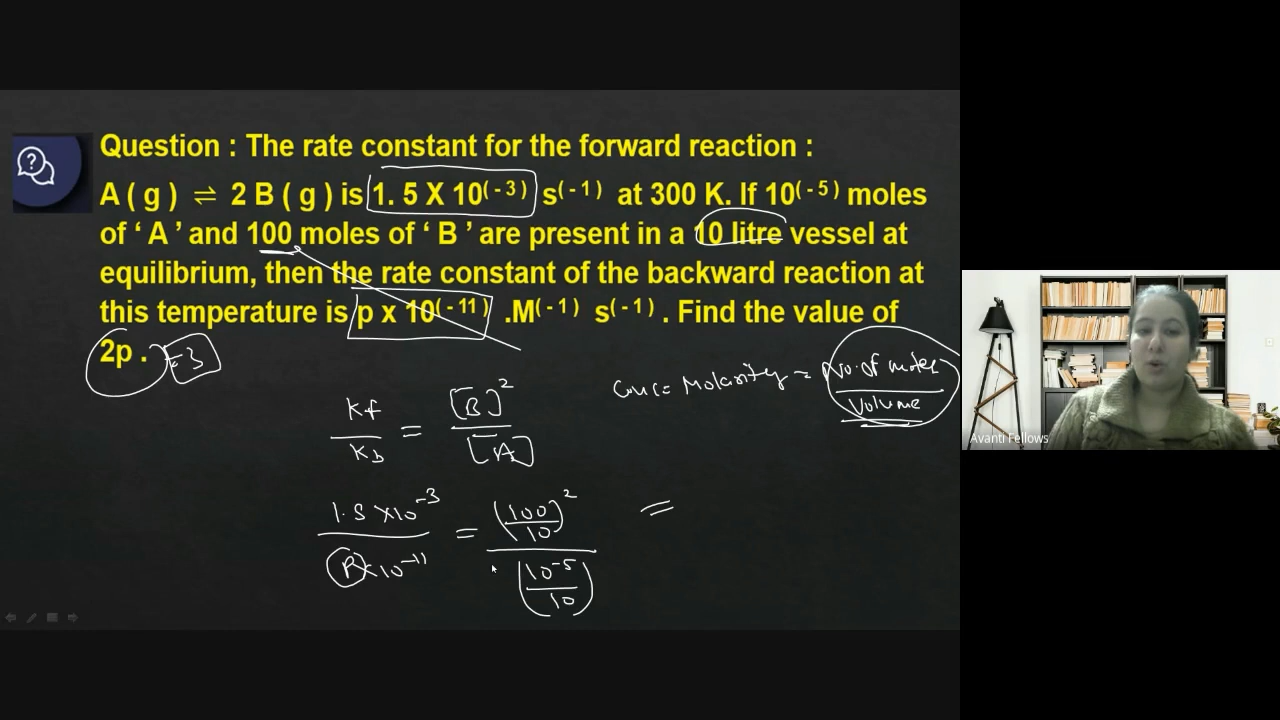 Question : The rate constant for the forward reaction :
A ( g ) ⇌ 2 B ( g ) is 1. 5 X 10(- 3) s(- 1) at 300 K. If 10(- 5) moles
of ‘ A ’ and 100 moles of ‘ B ’ are present in a 10 litre vessel at
equilibrium, then the rate constant of the backward reaction at
this temperature is p x 10(- 11) .M(- 1) s(- 1) . Find the value of
2p . = 3
Conc = Molarity = No. of moles / Volume
Kf / Kb = [B]² / [A]
1.5 × 10⁻³ / P × 10⁻¹¹ = (100/10)² / (10⁻⁵/10) =
Avanti Fellows